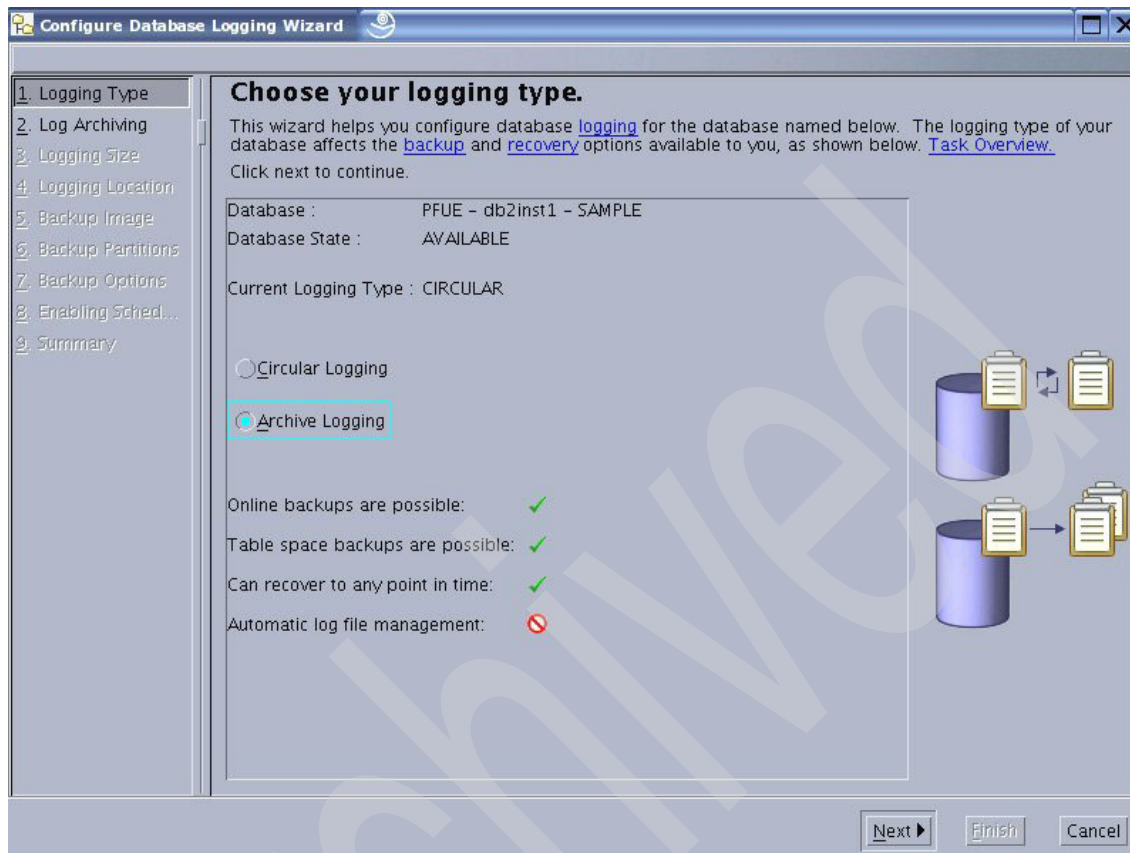 Configure Database Logging Wizard
1. Logging Type
2. Log Archiving
3. Logging Size
4. Logging Location
5. Backup Image
6. Backup Partitions
7. Backup Options
8. Enabling Sched...
9. Summary
Choose your logging type.
This wizard helps you configure database logging for the database named below. The logging type of your
database affects the backup and recovery options available to you, as shown below. Task Overview.
Click next to continue.
Database : PFUE - db2inst1 - SAMPLE
Database State : AVAILABLE
Current Logging Type : CIRCULAR
Circular Logging
Archive Logging
Online backups are possible:
Table space backups are possible:
Can recover to any point in time:
Automatic log file management:
Next
Finish
Cancel
chived